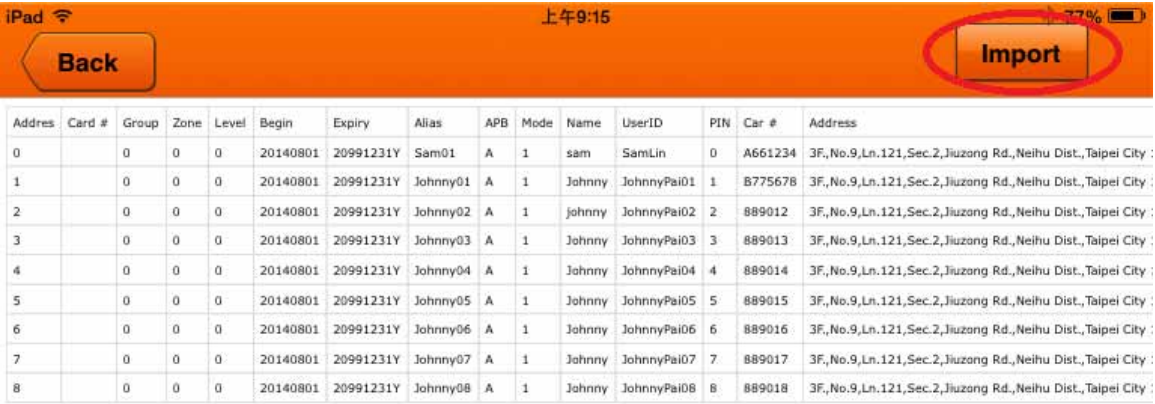 iPad 上午9:15 77%
Back Import
Addres Card # Group Zone Level Begin Expiry Alias APB Mode Name UserID PIN Car # Address
0 0 0 0 20140801 20991231Y Sam01 A 1 sam SamLin 0 A661234 3F.,No.9,Ln.121,Sec.2,Jiuzong Rd.,Neihu Dist.,Taipei City
1 0 0 0 20140801 20991231Y Johnny01 A 1 Johnny JohnnyPai01 1 B775678 3F.,No.9,Ln.121,Sec.2,Jiuzong Rd.,Neihu Dist.,Taipei City
2 0 0 0 20140801 20991231Y Johnny02 A 1 johnny JohnnyPai02 2 889012 3F.,No.9,Ln.121,Sec.2,Jiuzong Rd.,Neihu Dist.,Taipei City
3 0 0 0 20140801 20991231Y Johnny03 A 1 Johnny JohnnyPai03 3 889013 3F.,No.9,Ln.121,Sec.2,Jiuzong Rd.,Neihu Dist.,Taipei City
4 0 0 0 20140801 20991231Y Johnny04 A 1 Johnny JohnnyPai04 4 889014 3F.,No.9,Ln.121,Sec.2,Jiuzong Rd.,Neihu Dist.,Taipei City
5 0 0 0 20140801 20991231Y Johnny05 A 1 Johnny JohnnyPai05 5 889015 3F.,No.9,Ln.121,Sec.2,Jiuzong Rd.,Neihu Dist.,Taipei City
6 0 0 0 20140801 20991231Y Johnny06 A 1 Johnny JohnnyPai06 6 889016 3F.,No.9,Ln.121,Sec.2,Jiuzong Rd.,Neihu Dist.,Taipei City
7 0 0 0 20140801 20991231Y Johnny07 A 1 Johnny JohnnyPai07 7 889017 3F.,No.9,Ln.121,Sec.2,Jiuzong Rd.,Neihu Dist.,Taipei City
8 0 0 0 20140801 20991231Y Johnny08 A 1 Johnny JohnnyPai08 8 889018 3F.,No.9,Ln.121,Sec.2,Jiuzong Rd.,Neihu Dist.,Taipei City